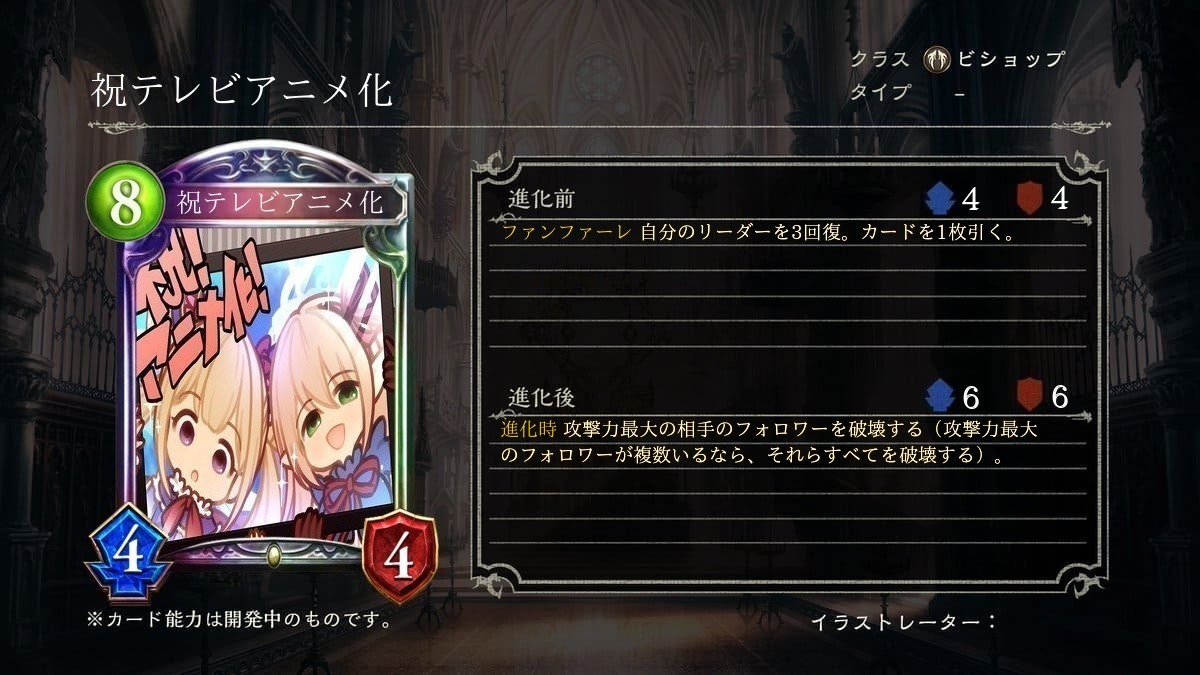 クラス ビショップ
祝テレビアニメ化
タイプ －
8
祝テレビアニメ化
祝!
アニメ化!
4
4
※カード能力は開発中のものです。
進化前 4 4
ファンファーレ 自分のリーダーを3回復。カードを1枚引く。
進化後 6 6
進化時 攻撃力最大の相手のフォロワーを破壊する（攻撃力最大
のフォロワーが複数いるなら、それらすべてを破壊する）。
イラストレーター：